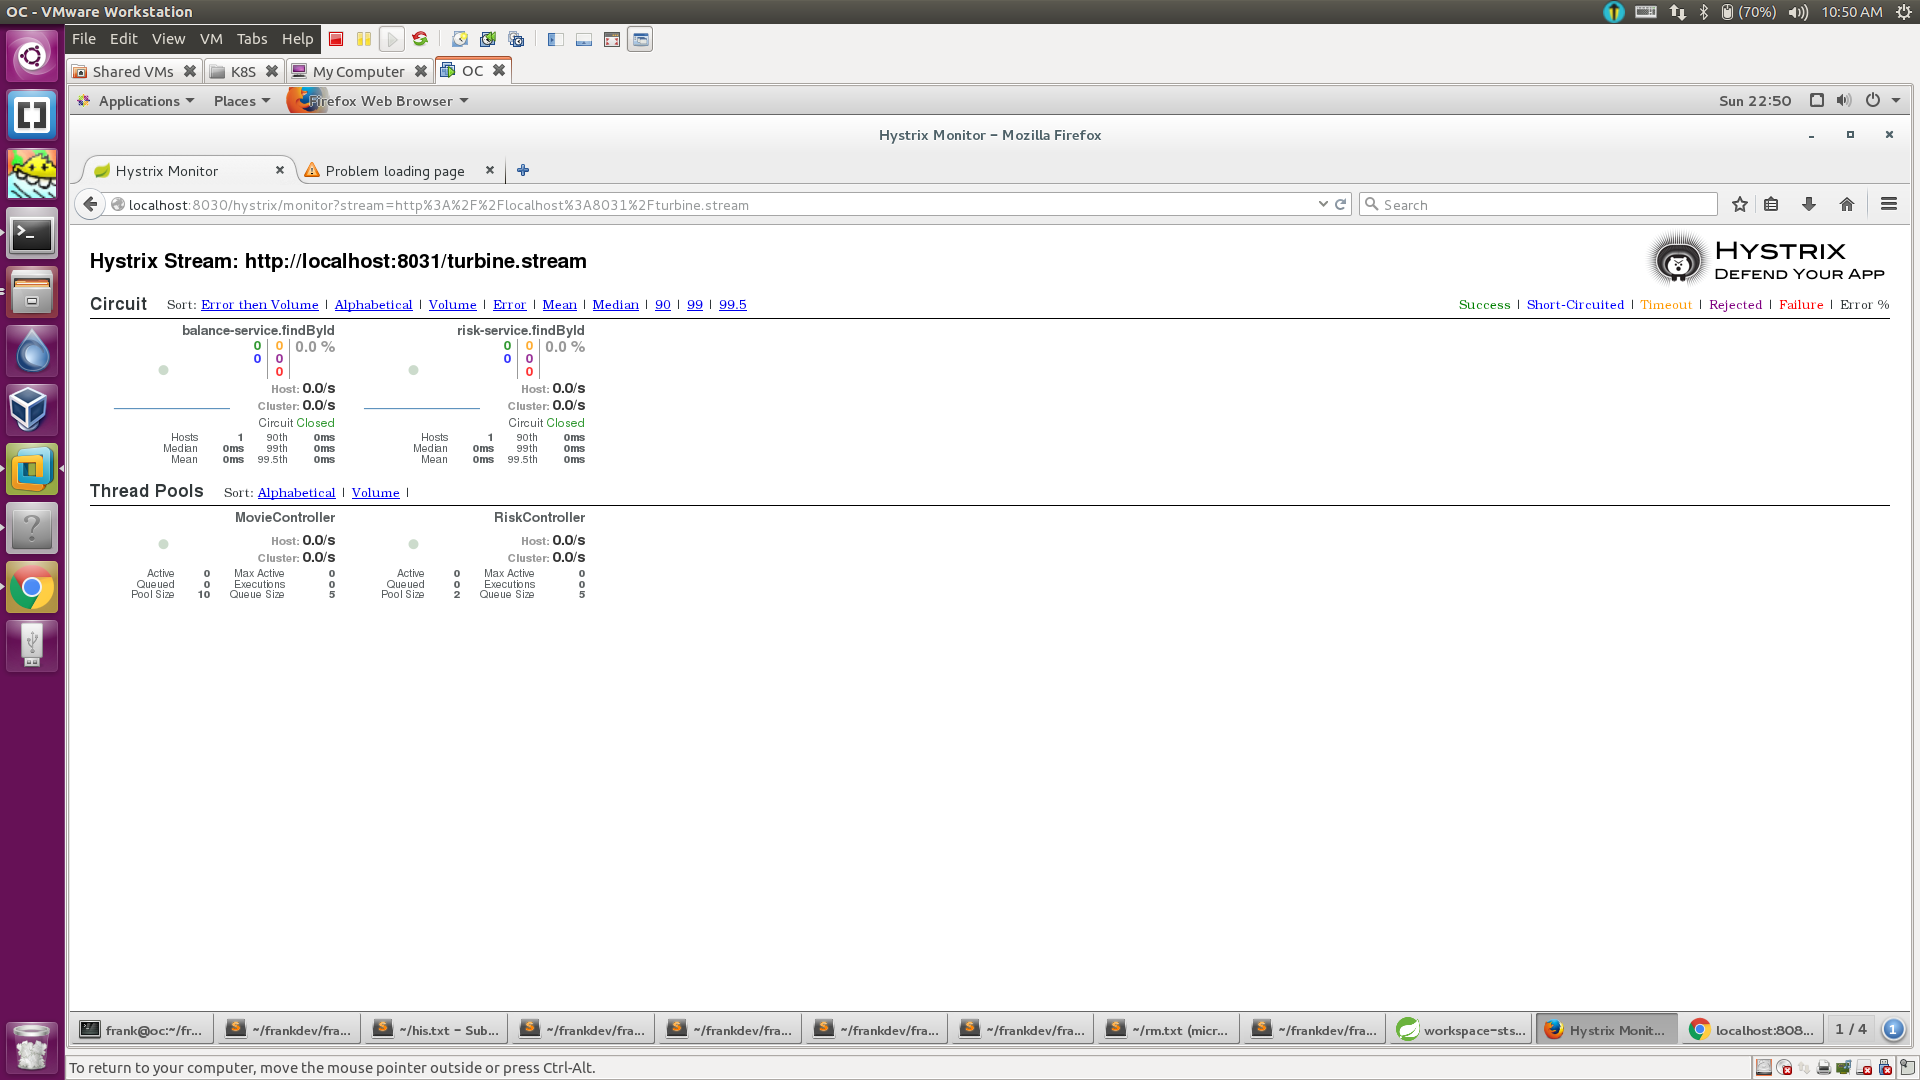 OC - VMware Workstation
(70%) 10:50 AM
File Edit View VM Tabs Help
Shared VMs K8S My Computer OC
Applications Places Firefox Web Browser Sun 22:50
Hystrix Monitor - Mozilla Firefox
Hystrix Monitor Problem loading page
localhost:8030/hystrix/monitor?stream=http%3A%2F%2Flocalhost%3A8031%2Fturbine.stream Search
Hystrix Stream: http://localhost:8031/turbine.stream
HYSTRIX
DEFEND YOUR APP
Circuit Sort: Error then Volume | Alphabetical | Volume | Error | Mean | Median | 90 | 99 | 99.5
Success | Short-Circuited | Timeout | Rejected | Failure | Error %
balance-service.findById risk-service.findById
0 0 0.0 % 0 0 0.0 %
0 0 0 0
0 0
Host: 0.0/s Host: 0.0/s
Cluster: 0.0/s Cluster: 0.0/s
Circuit Closed Circuit Closed
Hosts 1 90th 0ms Hosts 1 90th 0ms
Median 0ms 99th 0ms Median 0ms 99th 0ms
Mean 0ms 99.5th 0ms Mean 0ms 99.5th 0ms
Thread Pools Sort: Alphabetical | Volume |
MovieController RiskController
Host: 0.0/s Host: 0.0/s
Cluster: 0.0/s Cluster: 0.0/s
Active 0 Max Active 0 Active 0 Max Active 0
Queued 0 Executions 0 Queued 0 Executions 0
Pool Size 10 Queue Size 5 Pool Size 2 Queue Size 5
frank@oc:~/fr... ~/frankdev/fra... ~/his.txt - Sub... ~/frankdev/fra... ~/frankdev/fra... ~/frankdev/fra... ~/frankdev/fra... ~/rm.txt (micr... ~/frankdev/fra... workspace-sts... Hystrix Monit... localhost:808... 1 / 4 1
To return to your computer, move the mouse pointer outside or press Ctrl-Alt.